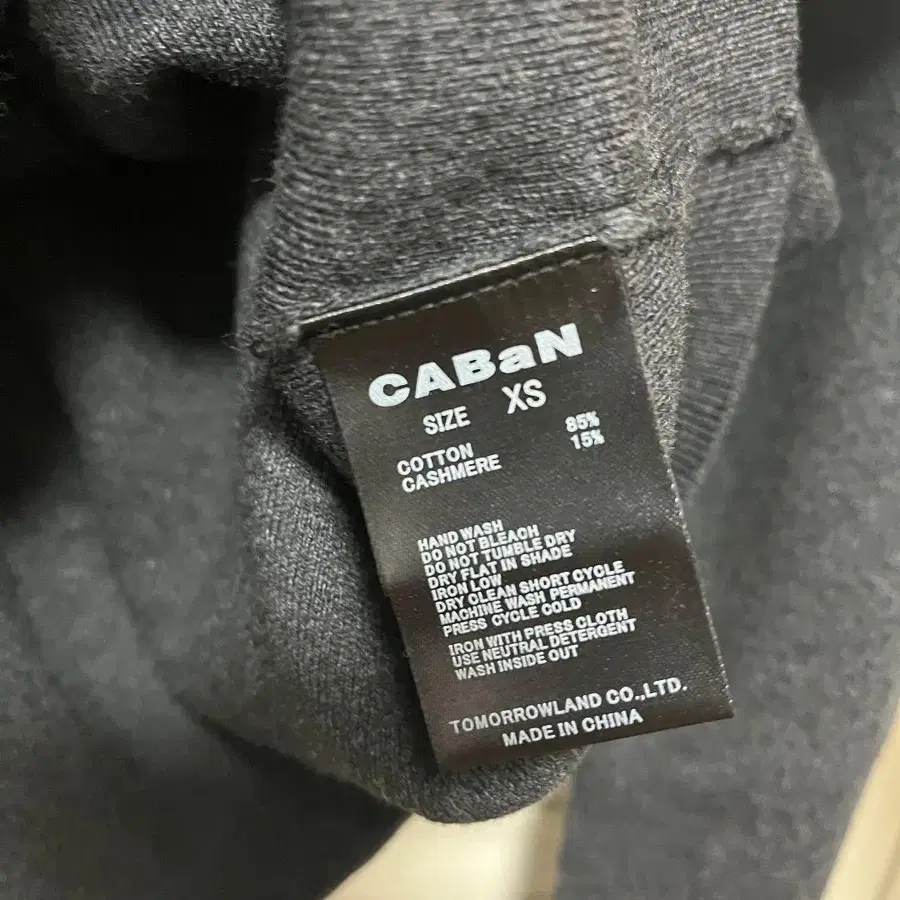 CABaN
SIZE XS
COTTON 85%
CASHMERE 15%
HAND WASH
DO NOT BLEACH
DO NOT TUMBLE DRY
DRY FLAT IN SHADE
IRON LOW
DRY CLEAN SHORT CYCLE
MACHINE WASH PERMANENT
PRESS CYCLE COLD
IRON WITH PRESS CLOTH
USE NEUTRAL DETERGENT
WASH INSIDE OUT
TOMORROWLAND CO.,LTD.
MADE IN CHINA